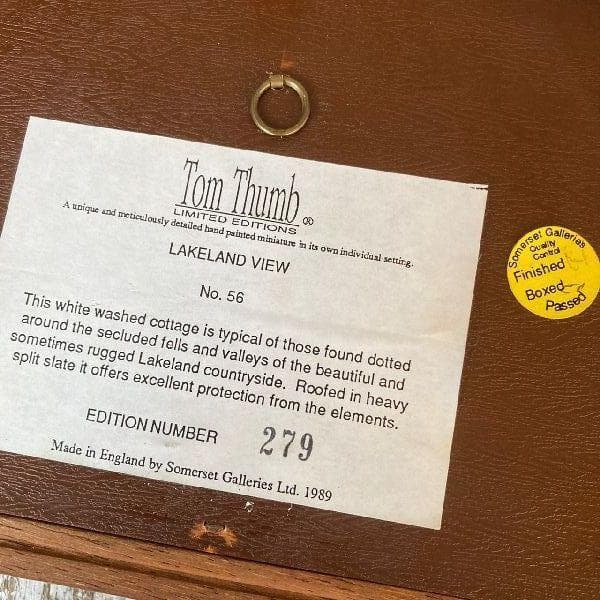 Tom Thumb ®
LIMITED EDITIONS
A unique and meticulously detailed hand painted miniature in its own individual setting.
LAKELAND VIEW
No. 56
This white washed cottage is typical of those found dotted
around the secluded fells and valleys of the beautiful and
sometimes rugged Lakeland countryside. Roofed in heavy
split slate it offers excellent protection from the elements.
EDITION NUMBER 279
Made in England by Somerset Galleries Ltd. 1989
Somerset Galleries
Quality
Control
Finished
Boxed
Passed